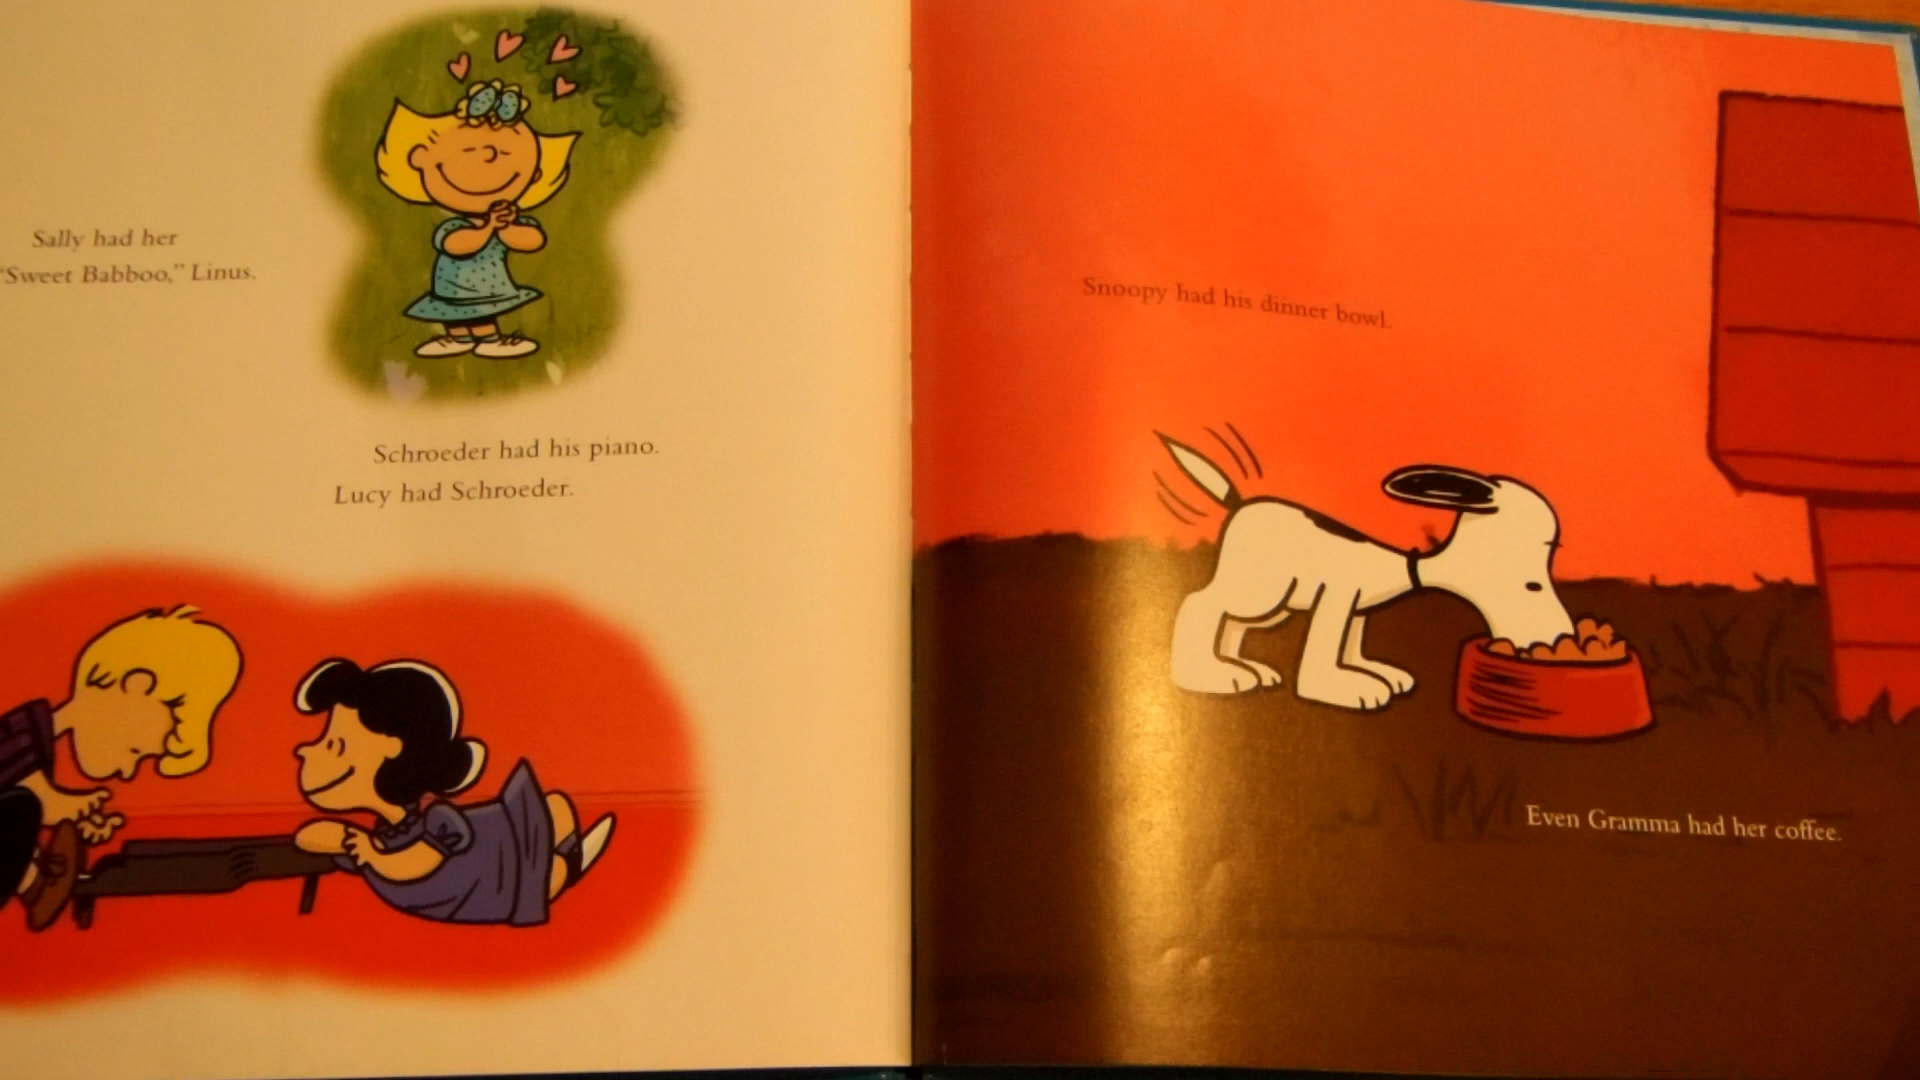 Sally had her
"Sweet Babboo," Linus.
Schroeder had his piano.
Lucy had Schroeder.
Snoopy had his dinner bowl.
Even Gramma had her coffee.